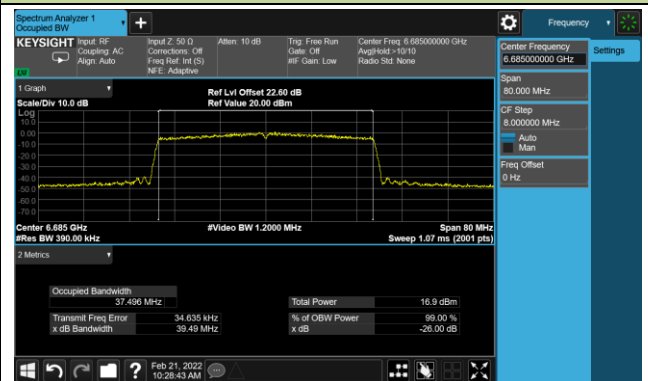 Spectrum Analyzer 1
Occupied BW
Frequency
KEYSIGHT
Input: RF
Coupling: AC
Align: Auto
Input Z: 50 Ω
Corrections: Off
Freq Ref: Int (S)
NFE: Adaptive
Atten: 10 dB
Trig: Free Run
Gate: Off
#IF Gain: Low
Center Freq: 6.685000000 GHz
Avg|Hold:>10/10
Radio Std: None
Center Frequency
6.685000000 GHz
Settings
Span
80.000 MHz
CF Step
8.000000 MHz
Auto
Man
Freq Offset
0 Hz
1 Graph
Scale/Div 10.0 dB
Ref Lvl Offset 22.60 dB
Ref Value 20.00 dBm
Log
10.0
0.00
-10.0
-20.0
-30.0
-40.0
-50.0
-60.0
-70.0
Center 6.685 GHz
#Res BW 390.00 kHz
#Video BW 1.2000 MHz
Span 80 MHz
Sweep 1.07 ms (2001 pts)
2 Metrics
Occupied Bandwidth
37.496 MHz
Total Power 16.9 dBm
Transmit Freq Error 34.635 kHz
% of OBW Power 99.00 %
x dB Bandwidth 39.49 MHz
x dB -26.00 dB
?
Feb 21, 2022
10:28:43 AM